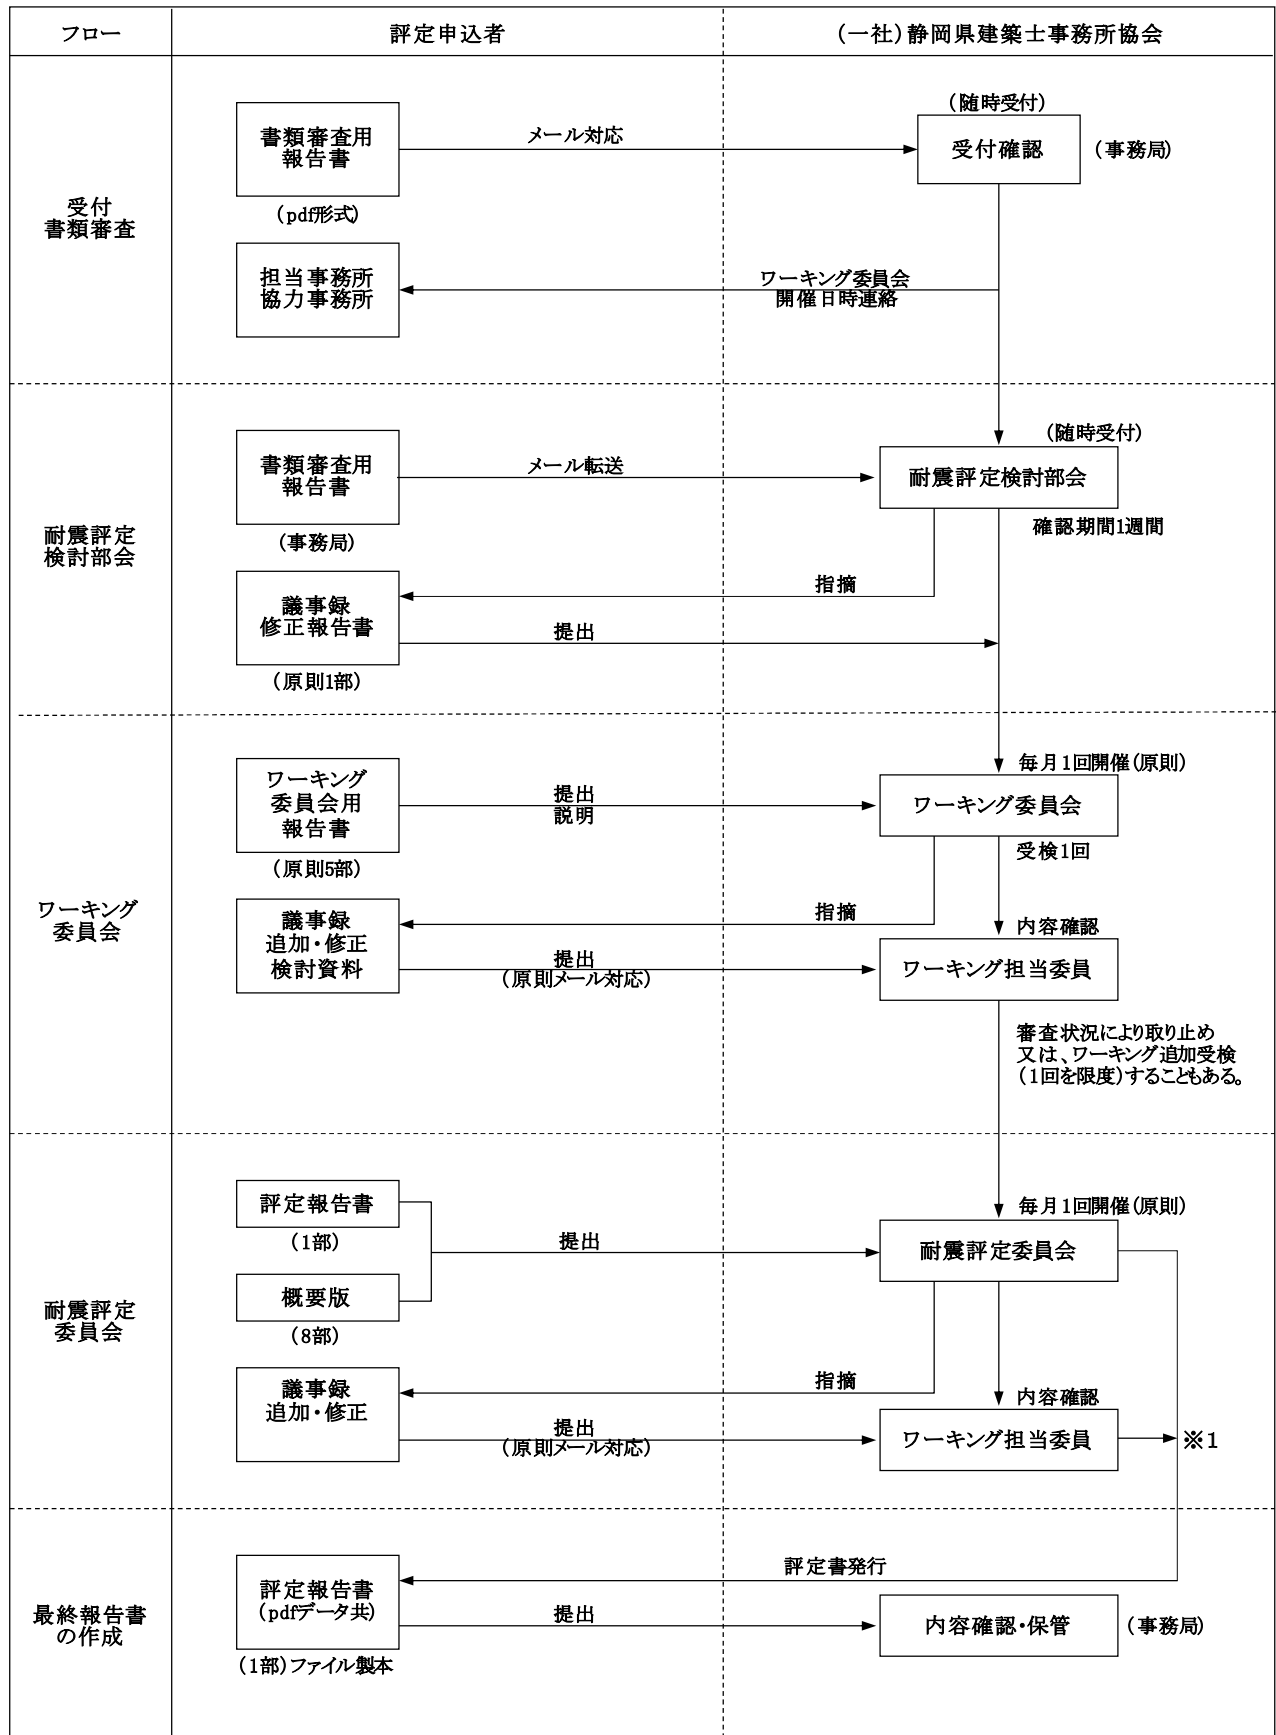 フロー
評定申込者
(一社)静岡県建築士事務所協会
受付
書類審査
書類審査用
報告書
(pdf形式)
メール対応
(随時受付)
受付確認
(事務局)
担当事務所
協力事務所
ワーキング委員会
開催日時連絡
耐震評定
検討部会
書類審査用
報告書
(事務局)
メール転送
(随時受付)
耐震評定検討部会
確認期間1週間
指摘
議事録
修正報告書
(原則1部)
提出
ワーキング
委員会
ワーキング
委員会用
報告書
(原則5部)
提出
説明
毎月1回開催(原則)
ワーキング委員会
受検1回
指摘
議事録
追加・修正
検討資料
提出
(原則メール対応)
内容確認
ワーキング担当委員
審査状況により取り止め
又は、ワーキング追加受検
(1回を限度)することもある。
耐震評定
委員会
評定報告書
(1部)
概要版
(8部)
提出
毎月1回開催(原則)
耐震評定委員会
指摘
議事録
追加・修正
提出
(原則メール対応)
内容確認
ワーキング担当委員
※1
最終報告書
の作成
評定書発行
評定報告書
(pdfデータ共)
(1部)ファイル製本
提出
内容確認・保管
(事務局)